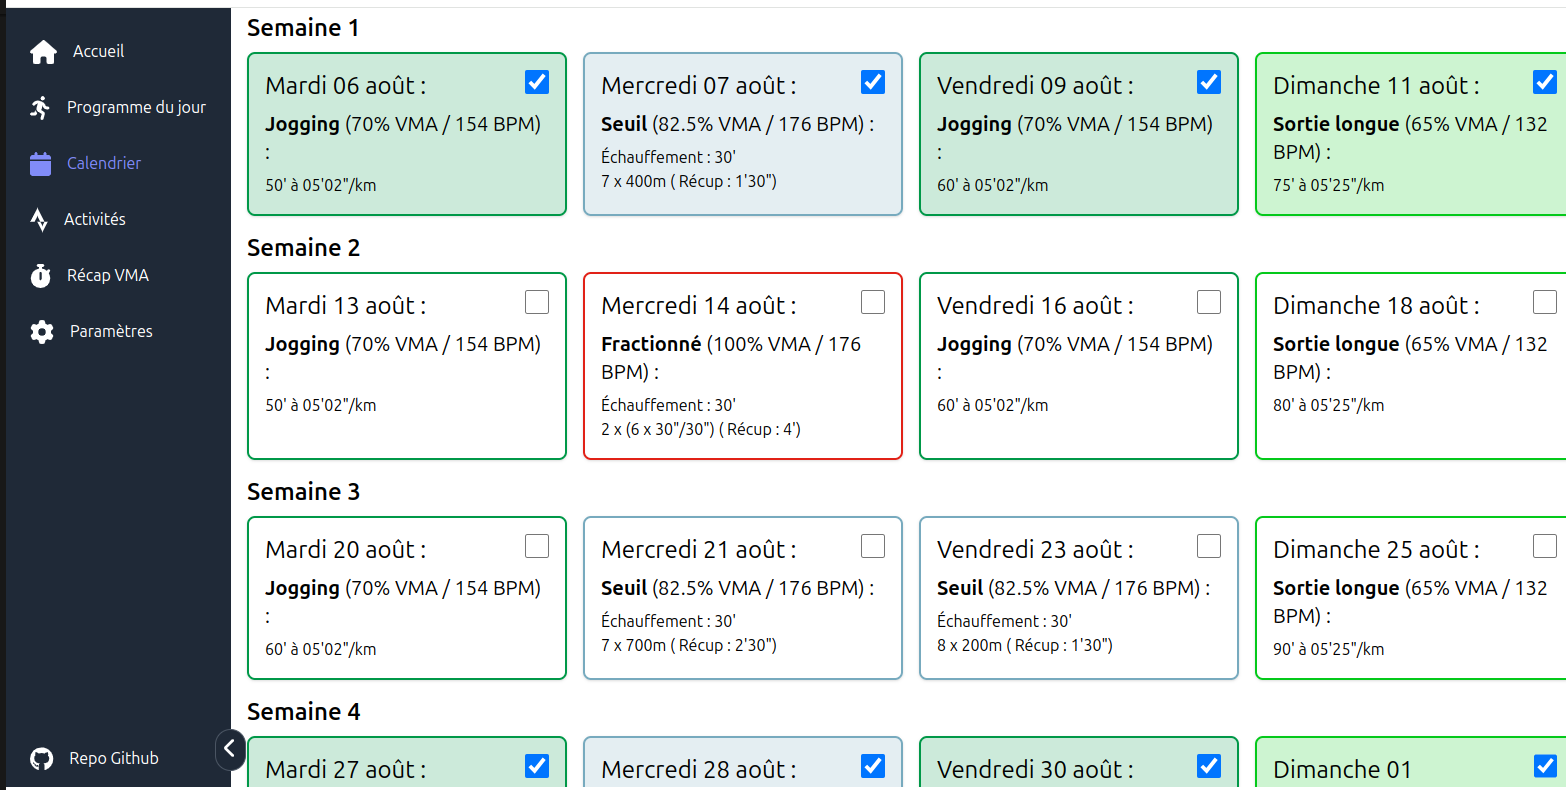 Accueil
Programme du jour
Calendrier
Activités
Récap VMA
Paramètres
Repo Github
Semaine 1
Mardi 06 août :
Jogging (70% VMA / 154 BPM)
:
50' à 05'02"/km
Mercredi 07 août :
Seuil (82.5% VMA / 176 BPM) :
Échauffement : 30'
7 x 400m ( Récup : 1'30")
Vendredi 09 août :
Jogging (70% VMA / 154 BPM)
:
60' à 05'02"/km
Dimanche 11 août :
Sortie longue (65% VMA / 132
BPM) :
75' à 05'25"/km
Semaine 2
Mardi 13 août :
Jogging (70% VMA / 154 BPM)
:
50' à 05'02"/km
Mercredi 14 août :
Fractionné (100% VMA / 176
BPM) :
Échauffement : 30'
2 x (6 x 30"/30") ( Récup : 4')
Vendredi 16 août :
Jogging (70% VMA / 154 BPM)
:
60' à 05'02"/km
Dimanche 18 août :
Sortie longue (65% VMA / 132
BPM) :
80' à 05'25"/km
Semaine 3
Mardi 20 août :
Jogging (70% VMA / 154 BPM)
:
60' à 05'02"/km
Mercredi 21 août :
Seuil (82.5% VMA / 176 BPM) :
Échauffement : 30'
7 x 700m ( Récup : 2'30")
Vendredi 23 août :
Seuil (82.5% VMA / 176 BPM) :
Échauffement : 30'
8 x 200m ( Récup : 1'30")
Dimanche 25 août :
Sortie longue (65% VMA / 132
BPM) :
90' à 05'25"/km
Semaine 4
Mardi 27 août :
Mercredi 28 août :
Vendredi 30 août :
Dimanche 01